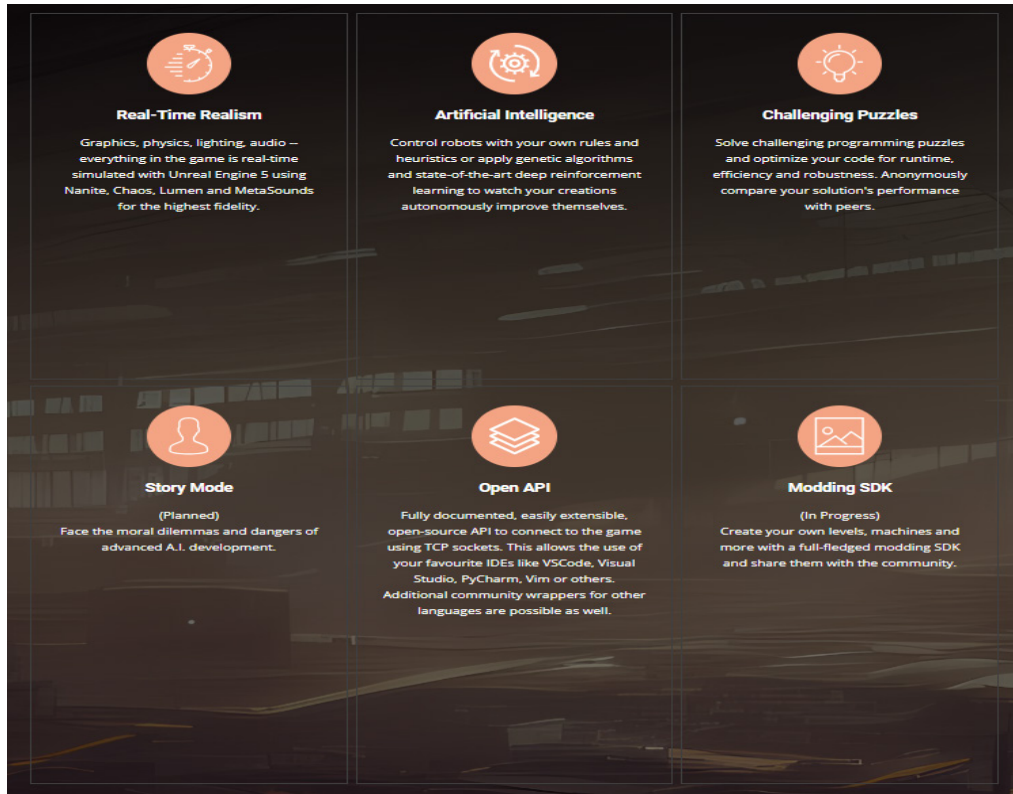 Real-Time Realism
Graphics, physics, lighting, audio --
everything in the game is real-time
simulated with Unreal Engine 5 using
Nanite, Chaos, Lumen and MetaSounds
for the highest fidelity.
Artificial Intelligence
Control robots with your own rules and
heuristics or apply genetic algorithms
and state-of-the-art deep reinforcement
learning to watch your creations
autonomously improve themselves.
Challenging Puzzles
Solve challenging programming puzzles
and optimize your code for runtime,
efficiency and robustness. Anonymously
compare your solution's performance
with peers.
Story Mode
(Planned)
Face the moral dilemmas and dangers of
advanced A.I. development.
Open API
Fully documented, easily extensible,
open-source API to connect to the game
using TCP sockets. This allows the use of
your favourite IDEs like VSCode, Visual
Studio, PyCharm, Vim or others.
Additional community wrappers for other
languages are possible as well.
Modding SDK
(In Progress)
Create your own levels, machines and
more with a full-fledged modding SDK
and share them with the community.